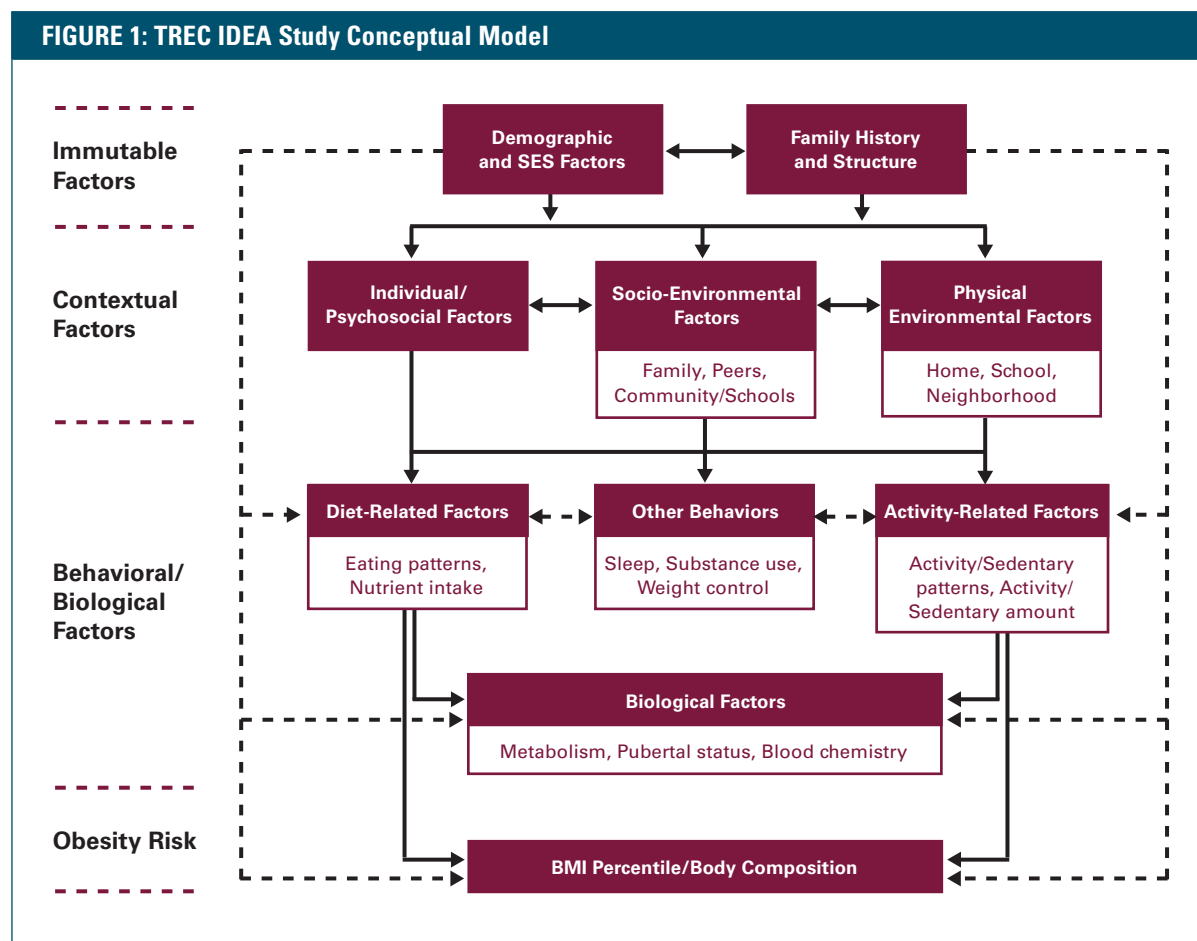 FIGURE 1: TREC IDEA Study Conceptual Model
Immutable
Factors
Demographic
and SES Factors
Family History
and Structure
Contextual
Factors
Individual/
Psychosocial Factors
Socio-Environmental
Factors
Family, Peers,
Community/Schools
Physical
Environmental Factors
Home, School,
Neighborhood
Behavioral/
Biological
Factors
Diet-Related Factors
Eating patterns,
Nutrient intake
Other Behaviors
Sleep, Substance use,
Weight control
Activity-Related Factors
Activity/Sedentary
patterns, Activity/
Sedentary amount
Biological Factors
Metabolism, Pubertal status, Blood chemistry
Obesity Risk
BMI Percentile/Body Composition